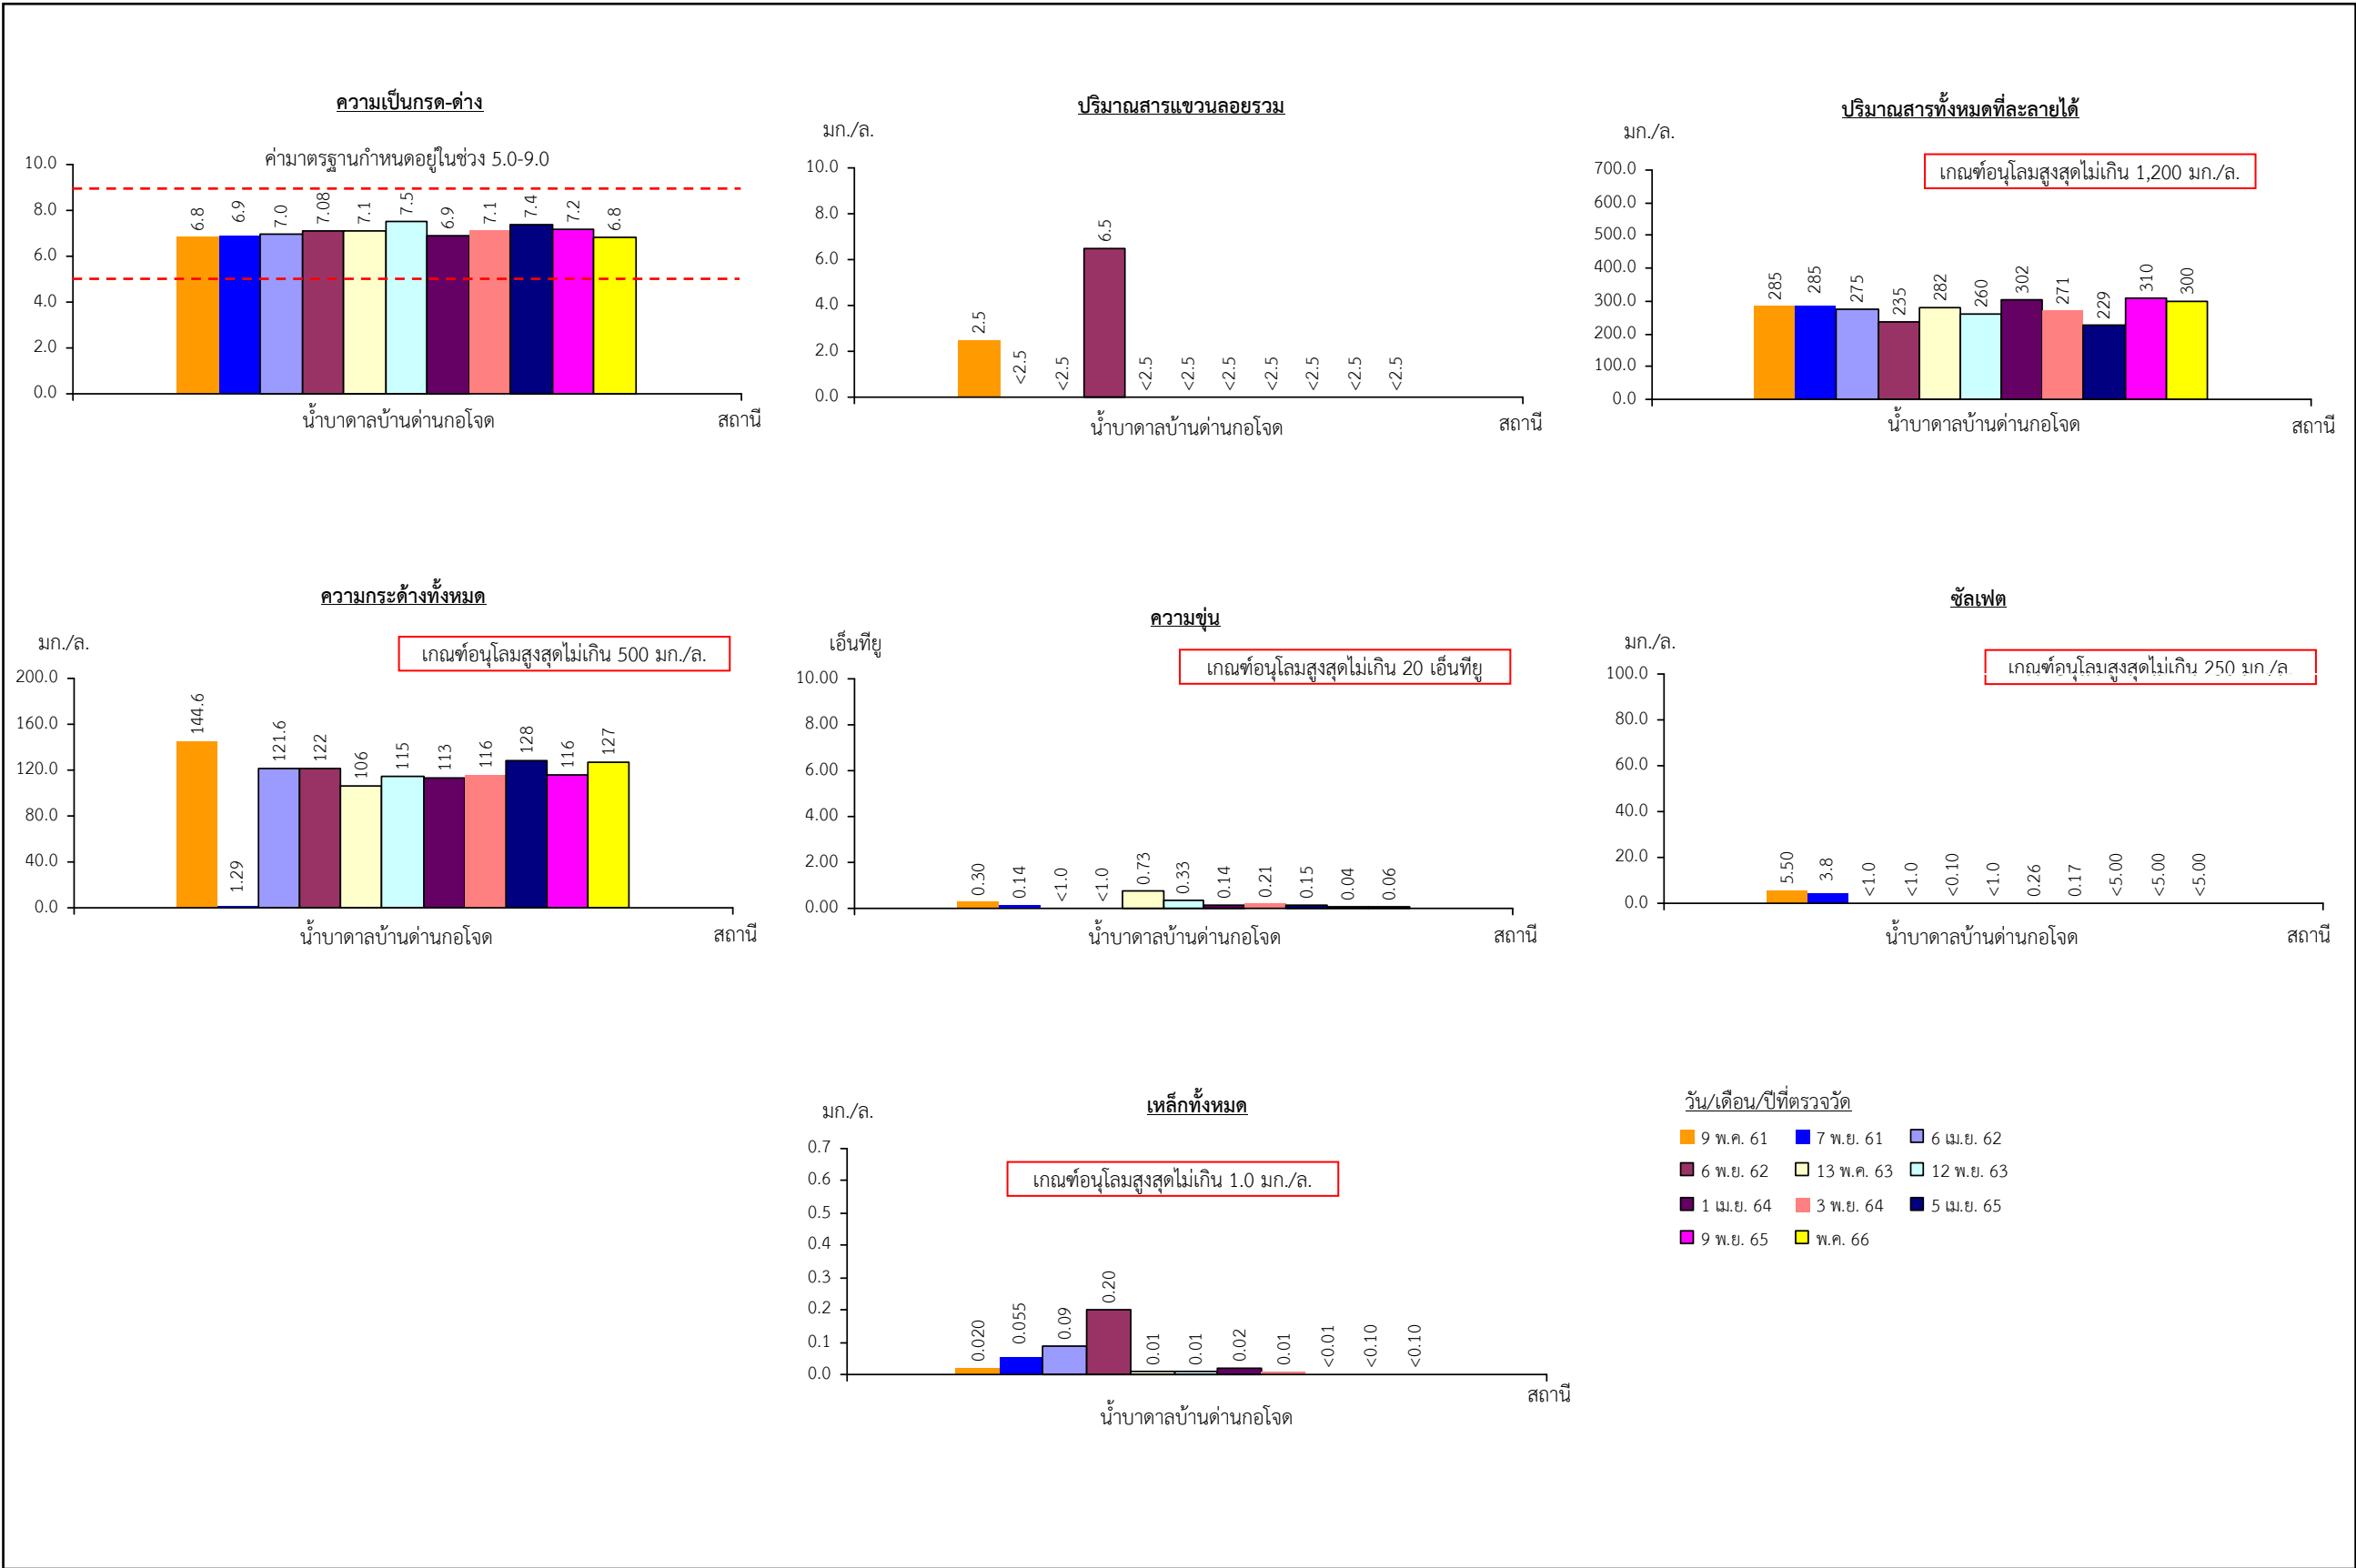 ความเป็นกรด-ด่าง
ค่ามาตรฐานกำหนดอยู่ในช่วง 5.0-9.0
10.0
8.0
6.0
4.0
2.0
0.0
6.8 6.9 7.0 7.08 7.1 7.5 6.9 7.1 7.4 7.2 6.8
น้ำบาดาลบ้านด่านกอโจด
สถานี
ปริมาณสารแขวนลอยรวม
มก./ล.
10.0
8.0
6.0
4.0
2.0
0.0
2.5 <2.5 <2.5 6.5 <2.5 <2.5 <2.5 <2.5 <2.5 <2.5 <2.5
น้ำบาดาลบ้านด่านกอโจด
สถานี
ปริมาณสารทั้งหมดที่ละลายได้
มก./ล.
เกณฑ์อนุโลมสูงสุดไม่เกิน 1,200 มก./ล.
700.0
600.0
500.0
400.0
300.0
200.0
100.0
0.0
285 285 275 235 282 260 302 271 229 310 300
น้ำบาดาลบ้านด่านกอโจด
สถานี
ความกระด้างทั้งหมด
มก./ล.
เกณฑ์อนุโลมสูงสุดไม่เกิน 500 มก./ล.
200.0
160.0
120.0
80.0
40.0
0.0
144.6 1.29 121.6 122 106 115 113 116 128 116 127
น้ำบาดาลบ้านด่านกอโจด
สถานี
ความขุ่น
เอ็นทียู
เกณฑ์อนุโลมสูงสุดไม่เกิน 20 เอ็นทียู
10.00
8.00
6.00
4.00
2.00
0.00
0.30 0.14 <1.0 <1.0 0.73 0.33 0.14 0.21 0.15 0.04 0.06
น้ำบาดาลบ้านด่านกอโจด
สถานี
ซัลเฟต
มก./ล.
เกณฑ์อนุโลมสูงสุดไม่เกิน 250 มก./ล.
100.0
80.0
60.0
40.0
20.0
0.0
5.50 3.8 <1.0 <1.0 <0.10 <1.0 0.26 0.17 <5.00 <5.00 <5.00
น้ำบาดาลบ้านด่านกอโจด
สถานี
เหล็กทั้งหมด
มก./ล.
เกณฑ์อนุโลมสูงสุดไม่เกิน 1.0 มก./ล.
0.7
0.6
0.5
0.4
0.3
0.2
0.1
0.0
0.020 0.055 0.09 0.20 0.01 0.01 0.02 0.01 <0.01 <0.10 <0.10
น้ำบาดาลบ้านด่านกอโจด
สถานี
วัน/เดือน/ปีที่ตรวจวัด
9 พ.ค. 61 7 พ.ย. 61 6 เม.ย. 62
6 พ.ย. 62 13 พ.ค. 63 12 พ.ย. 63
1 เม.ย. 64 3 พ.ย. 64 5 เม.ย. 65
9 พ.ย. 65 พ.ค. 66